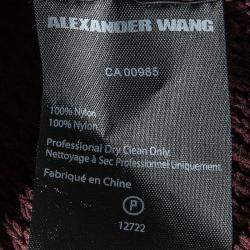 ALEXANDER WANG
CA 00985
100% Nylon
100% Nylon
Professional Dry Clean Only
Nettoyage à Sec Professionnel Uniquement
Fabriqué en Chine
P
12722